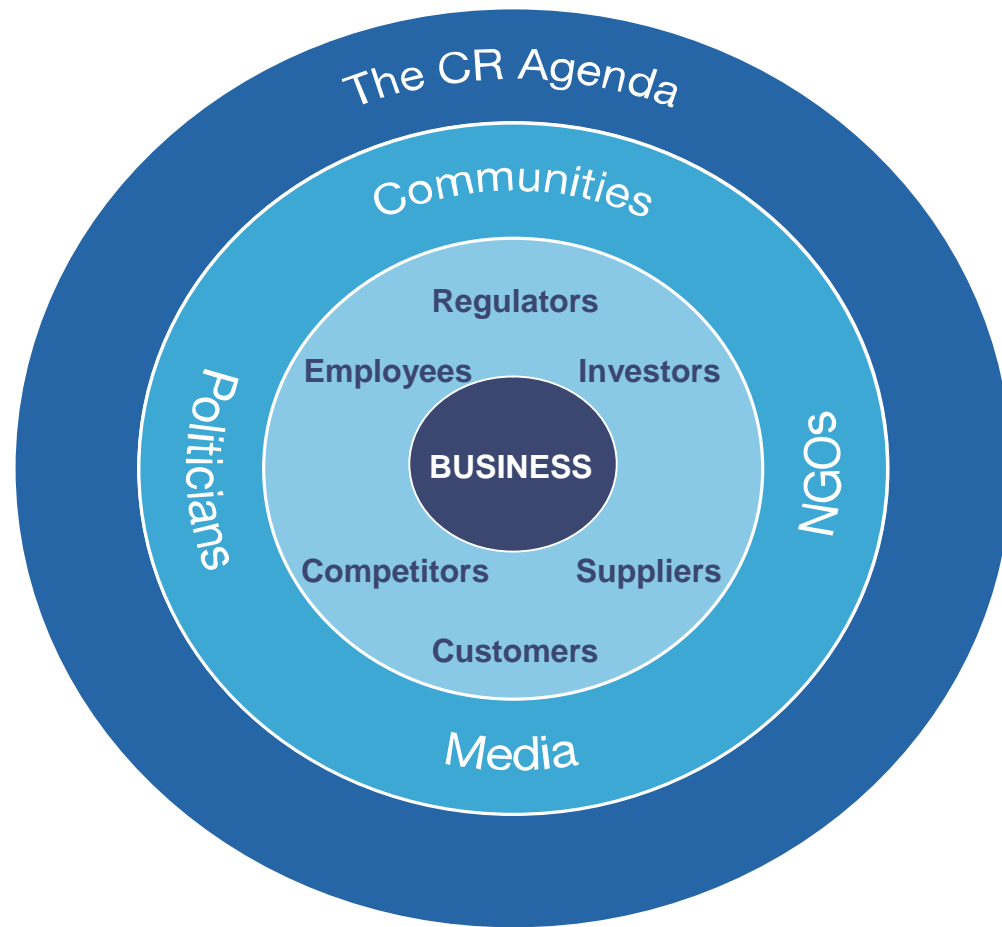 The CR Agenda
Communities
Regulators
Employees Investors
Politicians
BUSINESS
NGOs
Competitors Suppliers
Customers
Media